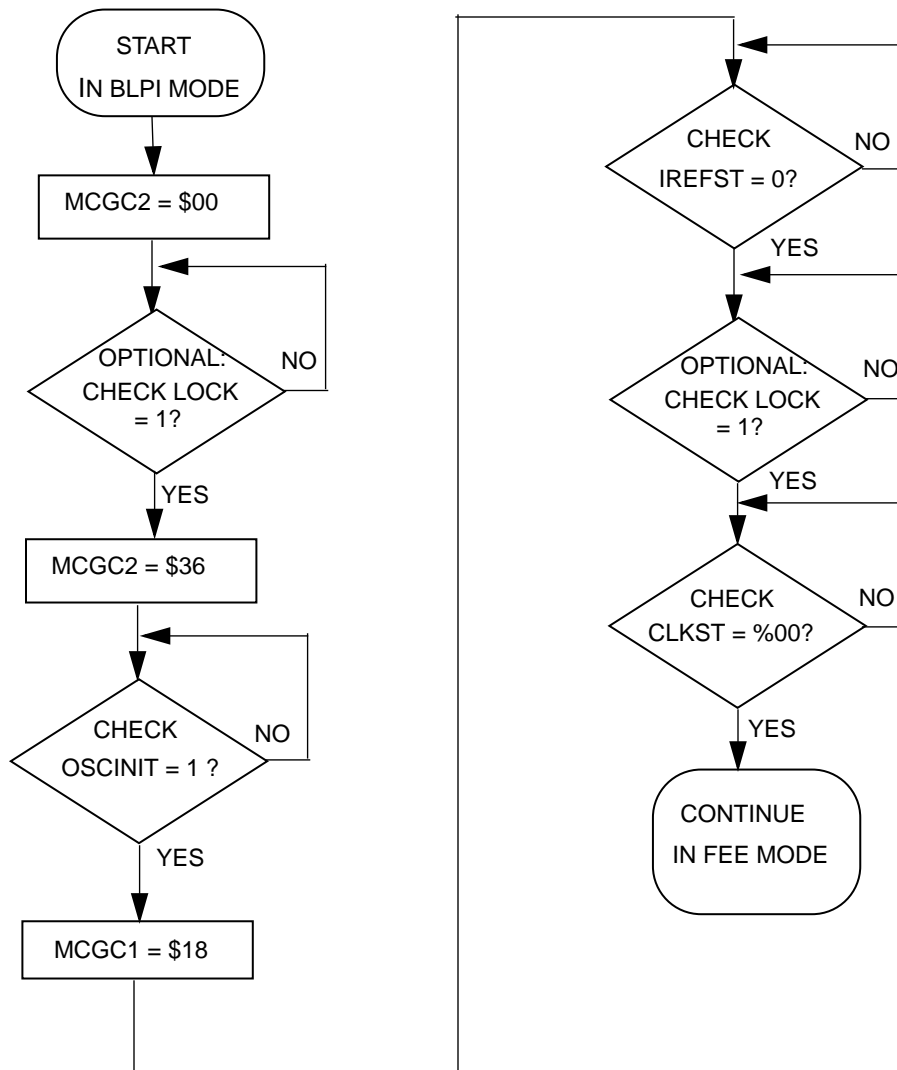 START
IN BLPI MODE
MCGC2 = $00
OPTIONAL:
CHECK LOCK
= 1?
NO
YES
MCGC2 = $36
CHECK
OSCINIT = 1 ?
NO
YES
MCGC1 = $18
CHECK
IREFST = 0?
NO
YES
OPTIONAL:
CHECK LOCK
= 1?
NO
YES
CHECK
CLKST = %00?
NO
YES
CONTINUE
IN FEE MODE